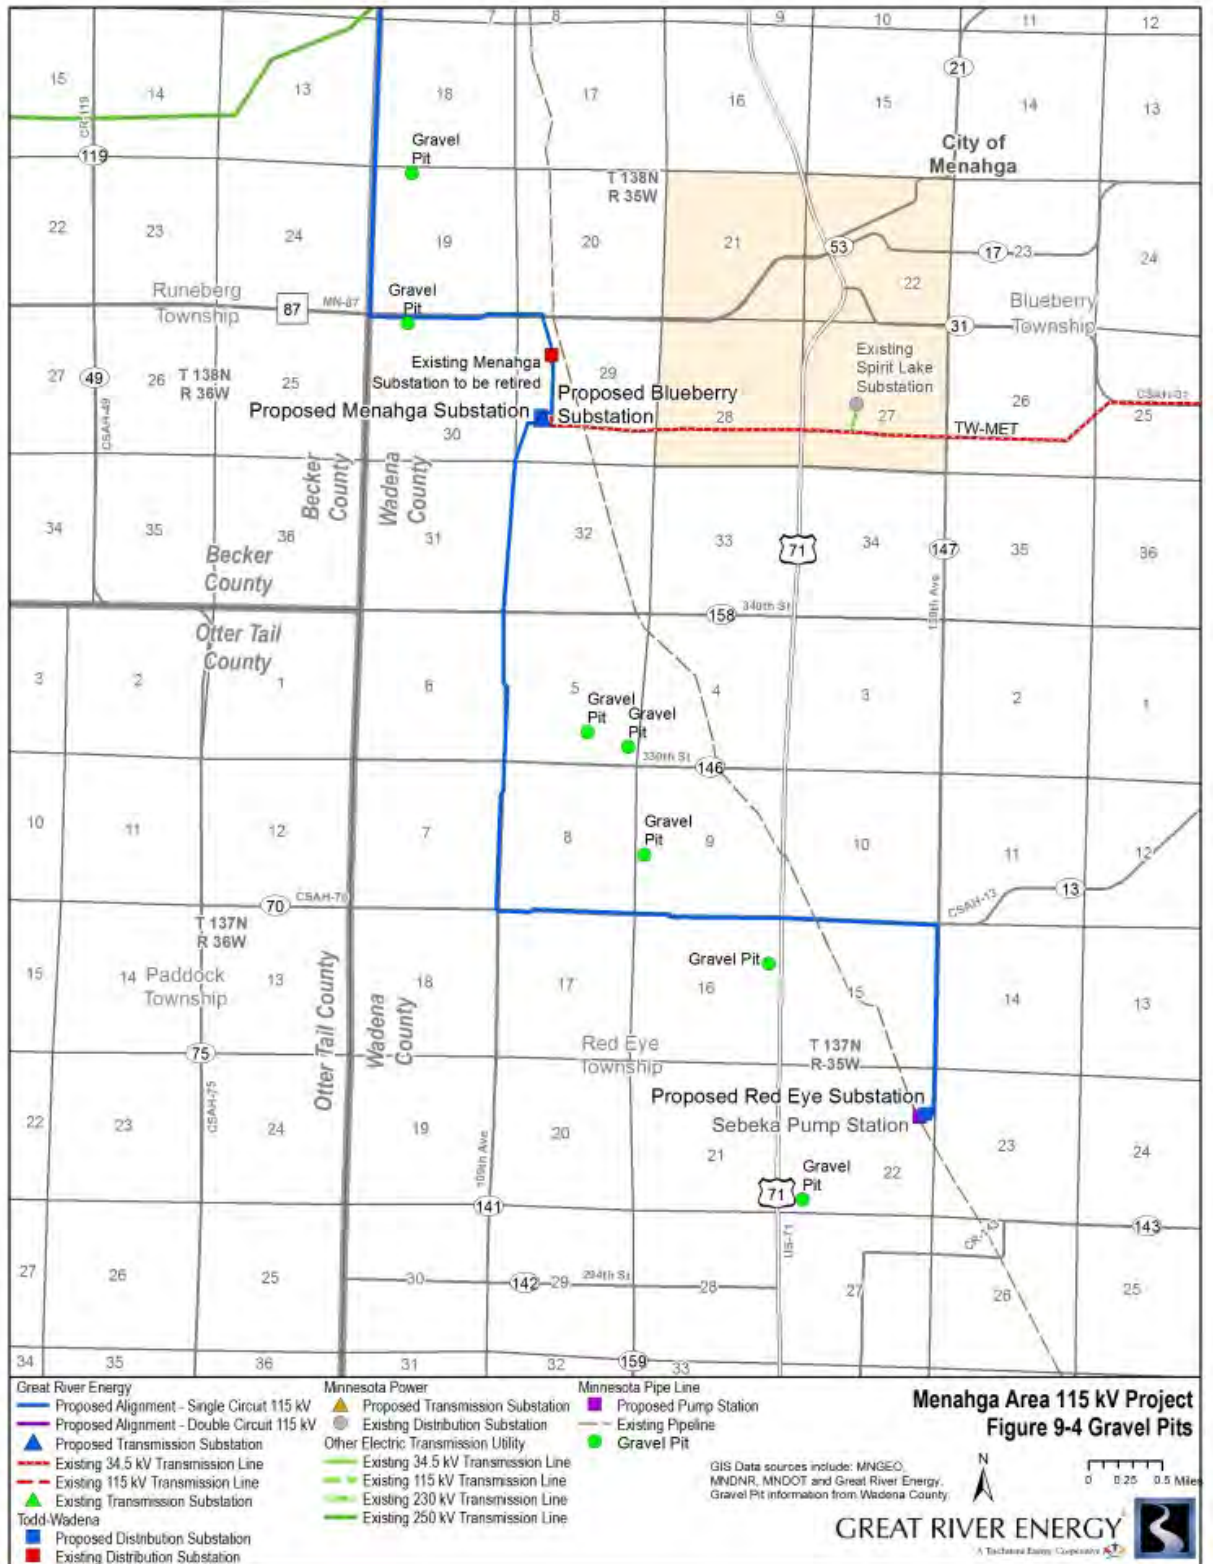 7 8 9 10 11 12
15 14 13 18 17 16 15 14 13
21
CR-119
119
Gravel
Pit
City of
Menahga
T 138N
R 35W
22 23 24 19 20 21 22 23 24
53
17
Runeberg
Township
87
MN-87
Gravel
Pit
Blueberry
Township
31
Existing Menahga
Substation to be retired
Existing
Spirit Lake
Substation
27 26 25 30 29 28 27 26 25
49
CSAH-49
T 138N
R 36W
Proposed Menahga Substation
Proposed Blueberry
Substation
TW-MET
Becker
County
Wadena
County
34 35 36 31 32 33 34 35 36
71
147
Becker
County
158
340th St
Otter Tail
County
3 2 1 6 5 4 3 2 1
Gravel
Pit
Gravel
Pit
330th St
146
10 11 12 7 8 9 10 11 12
Gravel
Pit
70
13
CSAH-13
T 137N
R 36W
Gravel Pit
15 14 13 18 17 16 15 14 13
Paddock
Township
Otter Tail County
Wadena
County
Red Eye
Township
T 137N
R-35W
75
CSAH-75
Proposed Red Eye Substation
Sebeka Pump Station
22 23 24 19 20 21 22 23 24
109th Ave
Gravel
Pit
71
141
143
US-71
CR-143
27 26 25 30 29 28 27 26 25
142
294th St
34 35 36 31 32 33
159
Great River Energy
Proposed Alignment - Single Circuit 115 kV
Proposed Alignment - Double Circuit 115 kV
Proposed Transmission Substation
Existing 34.5 kV Transmission Line
Existing 115 kV Transmission Line
Existing Transmission Substation
Todd-Wadena
Proposed Distribution Substation
Existing Distribution Substation
Minnesota Power
Proposed Transmission Substation
Existing Distribution Substation
Other Electric Transmission Utility
Existing 34.5 kV Transmission Line
Existing 115 kV Transmission Line
Existing 230 kV Transmission Line
Existing 250 kV Transmission Line
Minnesota Pipe Line
Proposed Pump Station
Existing Pipeline
Gravel Pit
Menahga Area 115 kV Project
Figure 9-4 Gravel Pits
GIS Data sources include: MNGEO,
MNDNR, MNDOT and Great River Energy.
Gravel Pit information from Wadena County.
N
0 0.25 0.5 Miles
GREAT RIVER ENERGY
A Touchstone Energy Cooperative